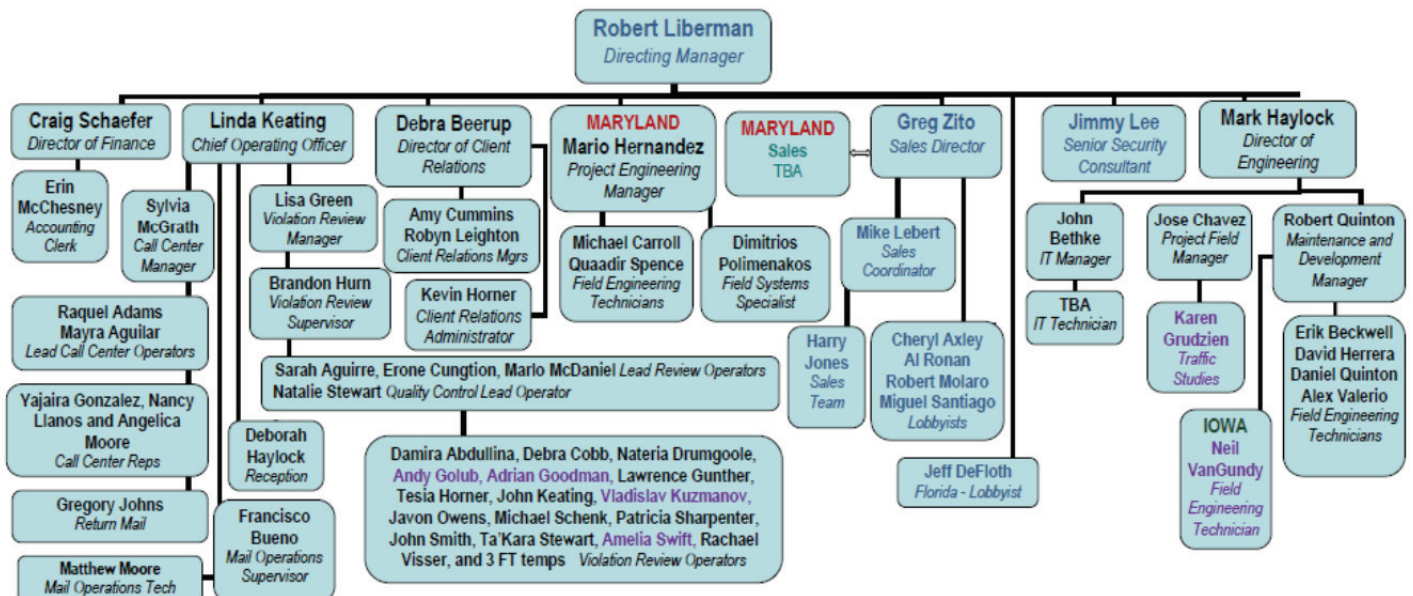 Robert Liberman
Directing Manager
Craig Schaefer
Director of Finance
Erin
McChesney
Accounting
Clerk
Linda Keating
Chief Operating Officer
Sylvia
McGrath
Call Center
Manager
Raquel Adams
Mayra Aguilar
Lead Call Center Operators
Yajaira Gonzalez, Nancy
Llanos and Angelica
Moore
Call Center Reps
Gregory Johns
Return Mail
Matthew Moore
Mail Operations Tech
Deborah
Haylock
Reception
Francisco
Bueno
Mail Operations
Supervisor
Lisa Green
Violation Review
Manager
Brandon Hurn
Violation Review
Supervisor
Sarah Aguirre, Erone Cungtion, Marlo McDaniel Lead Review Operators
Natalie Stewart Quality Control Lead Operator
Damira Abdullina, Debra Cobb, Nateria Drumgoole,
Andy Golub, Adrian Goodman, Lawrence Gunther,
Tesia Horner, John Keating, Vladislav Kuzmanov,
Javon Owens, Michael Schenk, Patricia Sharpenter,
John Smith, Ta'Kara Stewart, Amelia Swift, Rachael
Visser, and 3 FT temps Violation Review Operators
Debra Beerup
Director of Client
Relations
Amy Cummins
Robyn Leighton
Client Relations Mgrs
Kevin Horner
Client Relations
Administrator
MARYLAND
Mario Hernandez
Project Engineering
Manager
Michael Carroll
Quaadir Spence
Field Engineering
Technicians
Dimitrios
Polimenakos
Field Systems
Specialist
MARYLAND
Sales
TBA
Greg Zito
Sales Director
Mike Lebert
Sales
Coordinator
Harry
Jones
Sales
Team
Cheryl Axley
Al Ronan
Robert Molaro
Miguel Santiago
Lobbyists
Jeff DeFloth
Florida - Lobbyist
Jimmy Lee
Senior Security
Consultant
Mark Haylock
Director of
Engineering
John
Bethke
IT Manager
TBA
IT Technician
Jose Chavez
Project Field
Manager
Karen
Grudzien
Traffic
Studies
Robert Quinton
Maintenance and
Development
Manager
IOWA
Neil
VanGundy
Field
Engineering
Technician
Erik Beckwell
David Herrera
Daniel Quinton
Alex Valerio
Field Engineering
Technicians